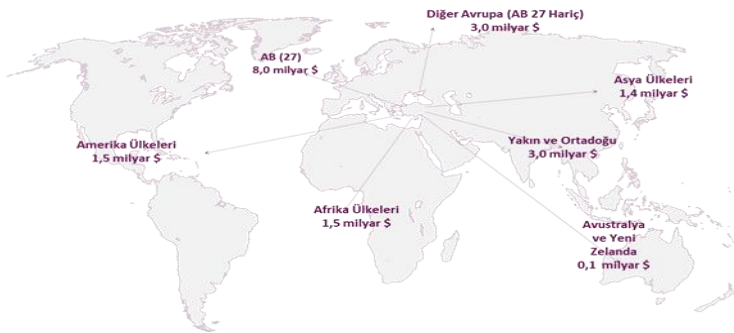 Diğer Avrupa (AB 27 Hariç)
3,0 milyar $
AB (27)
8,0 milyar $
Asya Ülkeleri
1,4 milyar $
Amerika Ülkeleri
1,5 milyar $
Yakın ve Ortadoğu
3,0 milyar $
Afrika Ülkeleri
1,5 milyar $
Avustralya
ve Yeni
Zelanda
0,1 milyar $